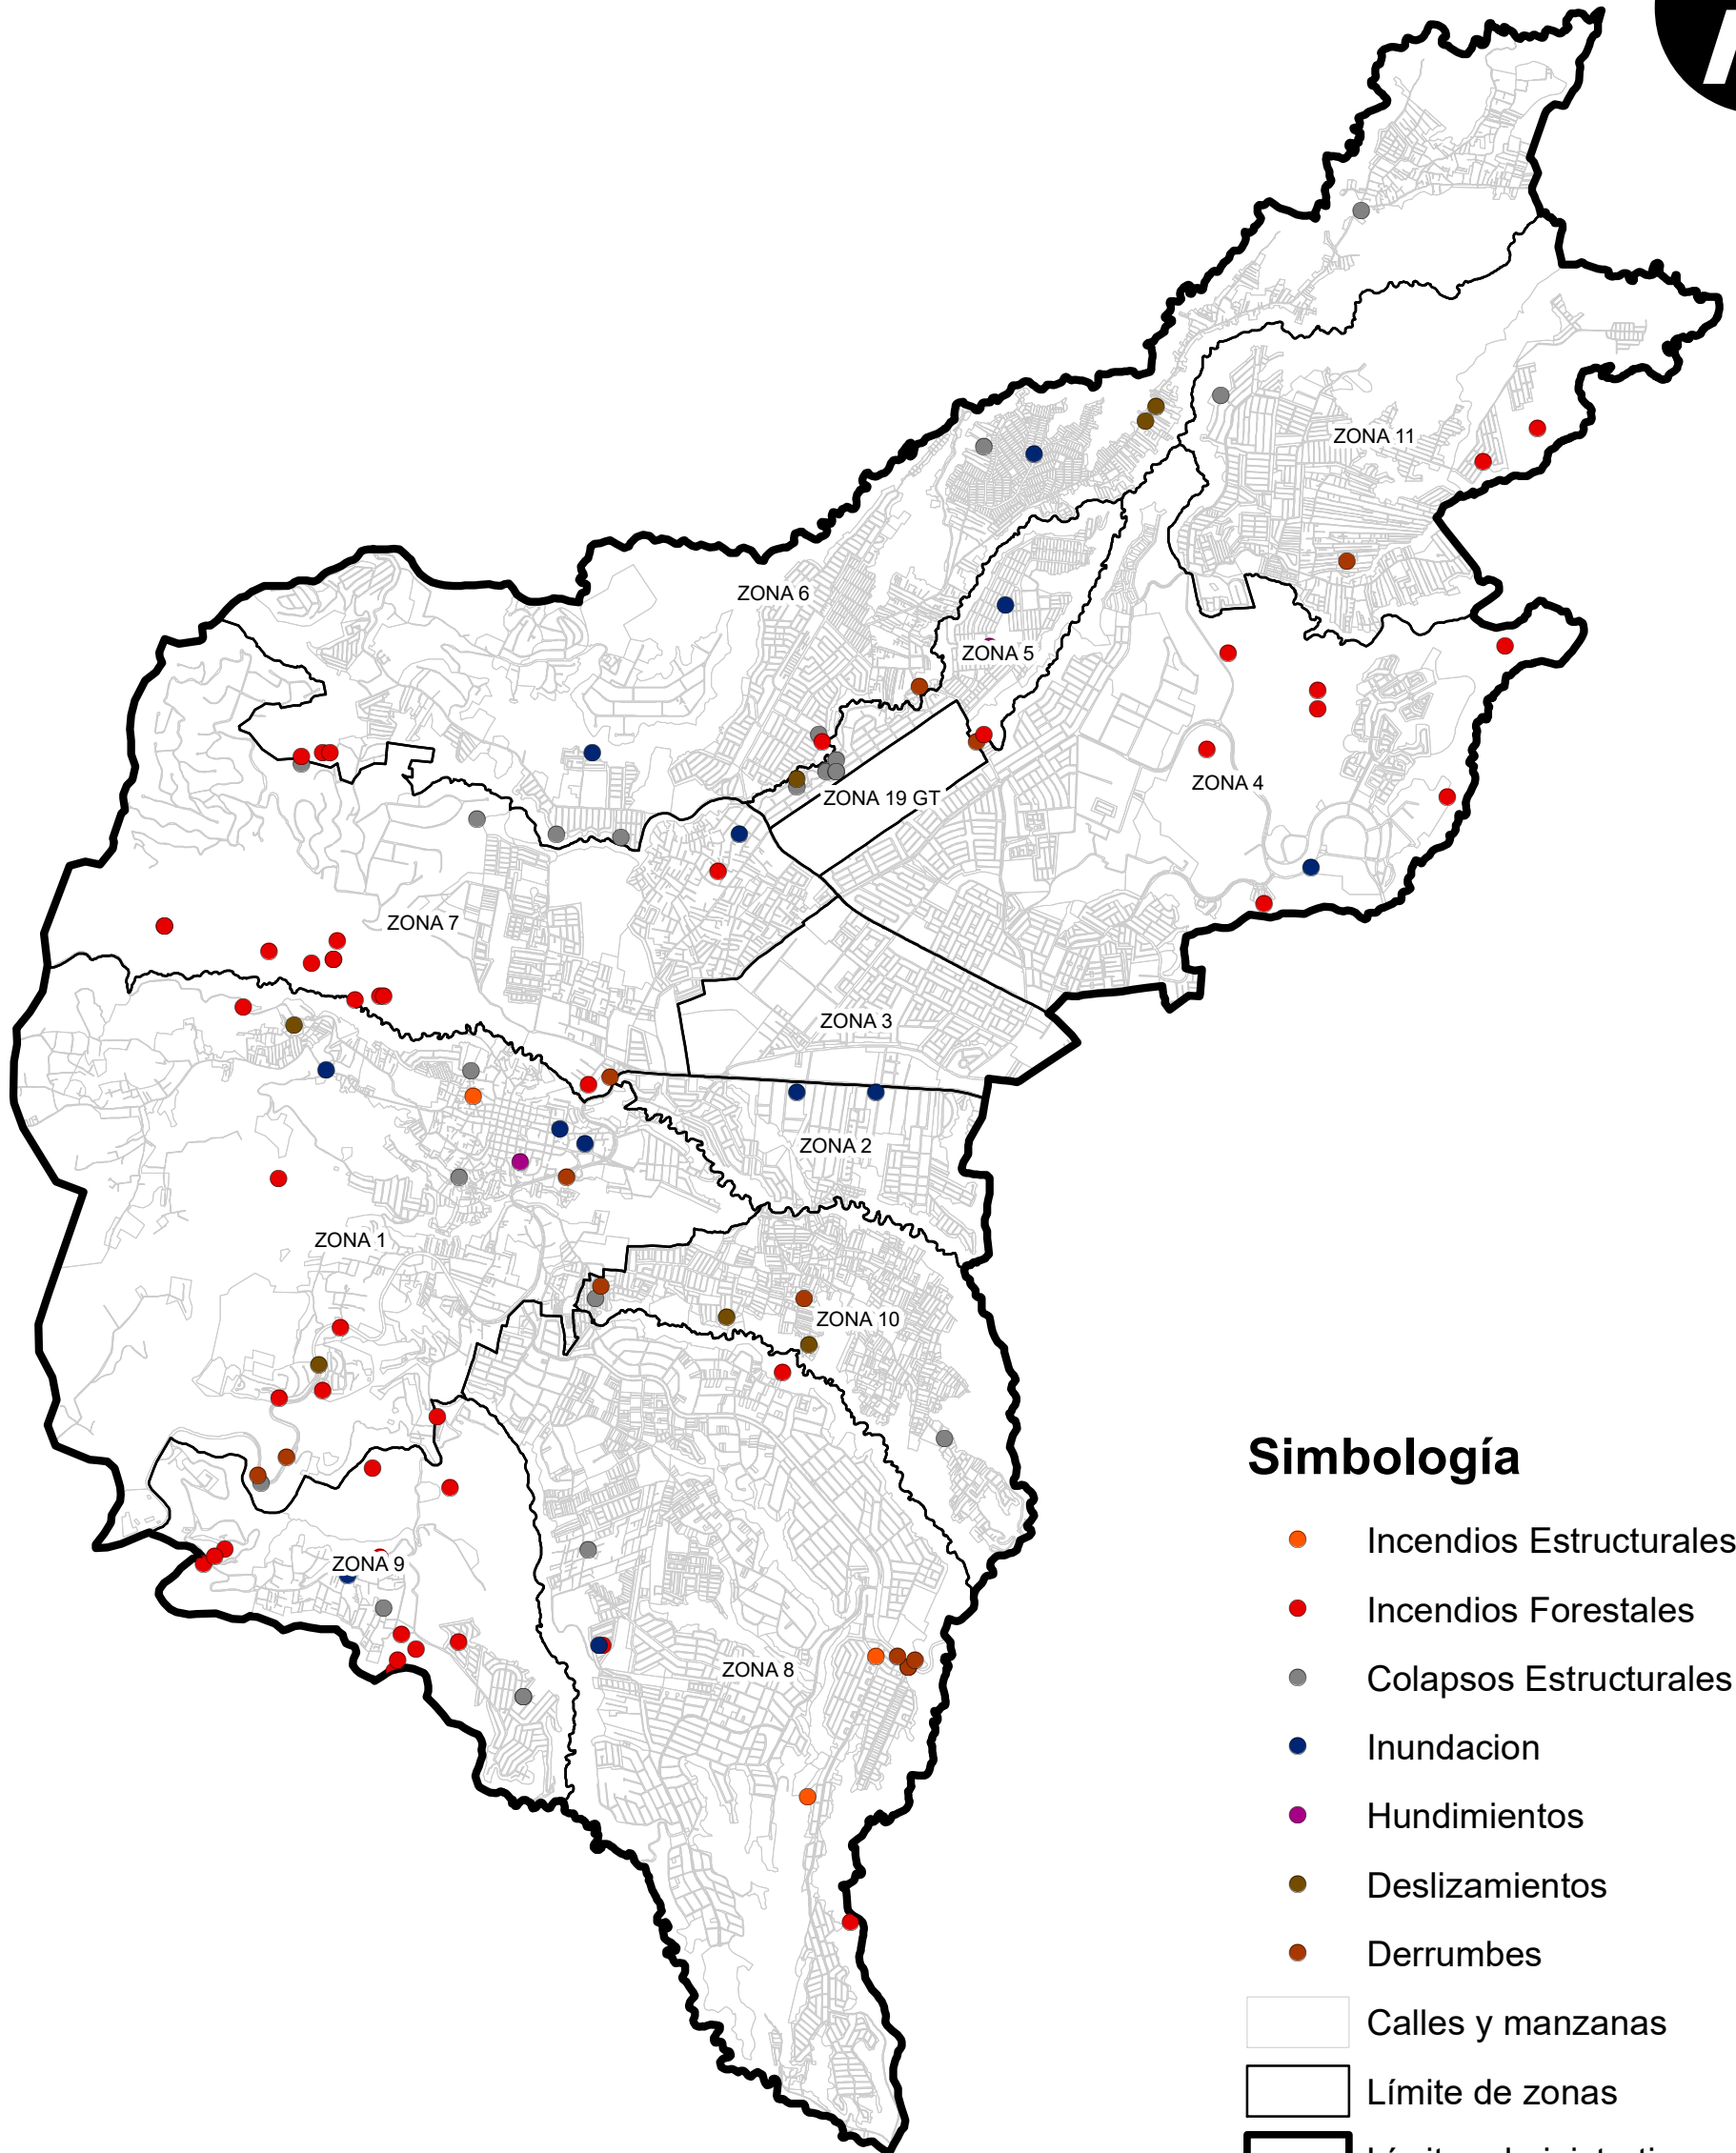 ZONA 11
ZONA 6
ZONA 5
ZONA 4
ZONA 19 GT
ZONA 7
ZONA 3
ZONA 2
ZONA 1
ZONA 10
ZONA 9
ZONA 8
Simbología
Incendios Estructurales
Incendios Forestales
Colapsos Estructurales
Inundacion
Hundimientos
Deslizamientos
Derrumbes
Calles y manzanas
Límite de zonas